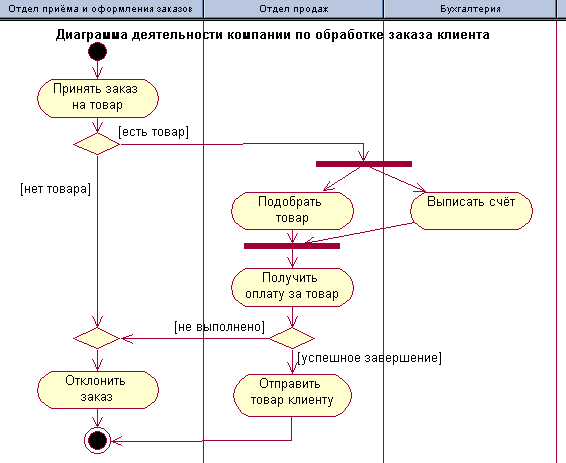 Отдел приёма и оформления заказов
Отдел продаж
Бухгалтерия
Диаграмма деятельности компании по обработке заказа клиента
Принять заказ
на товар
[есть товар]
[нет товара]
Подобрать
товар
Выписать счёт
Получить
оплату за товар
[не выполнено]
[успешное завершение]
Отклонить
заказ
Отправить
товар клиенту